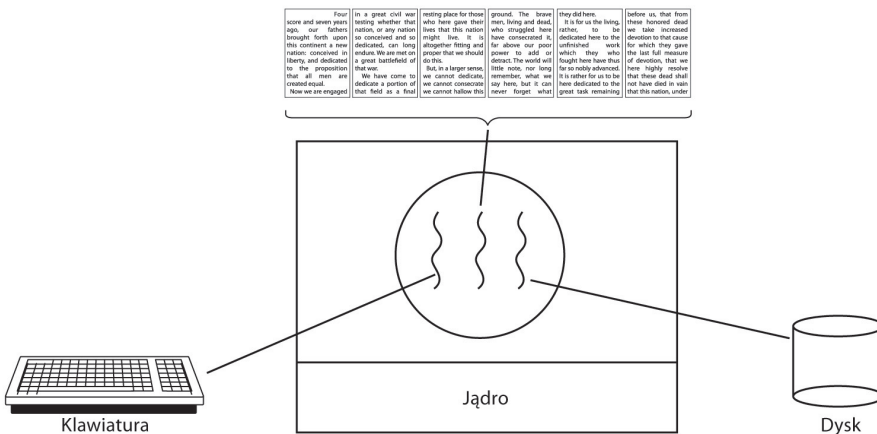 Four
score and seven years
ago, our fathers
brought forth upon
this continent a new
nation: conceived in
liberty, and dedicated
to the proposition
that all men are
created equal.
Now we are engaged
in a great civil war
testing whether that
nation, or any nation
so conceived and so
dedicated, can long
endure. We are met on
a great battlefield of
that war.
We have come to
dedicate a portion of
that field as a final
resting place for those
who here gave their
lives that this nation
might live. It is
altogether fitting and
proper that we should
do this.
But, in a larger sense,
we cannot dedicate,
we cannot consecrate
we cannot hallow this
ground. The brave
men, living and dead,
who struggled here
have consecrated it,
far above our poor
power to add or
detract. The world will
little note, nor long
remember, what we
say here, but it can
never forget what
they did here.
It is for us the living,
rather, to be
dedicated here to the
unfinished work
which they who
fought here have thus
far so nobly advanced.
It is rather for us to be
here dedicated to the
great task remaining
before us, that from
these honored dead
we take increased
devotion to that cause
for which they gave
the last full measure
of devotion, that we
here highly resolve
that these dead shall
not have died in vain
that this nation, under
Jądro
Klawiatura
Dysk